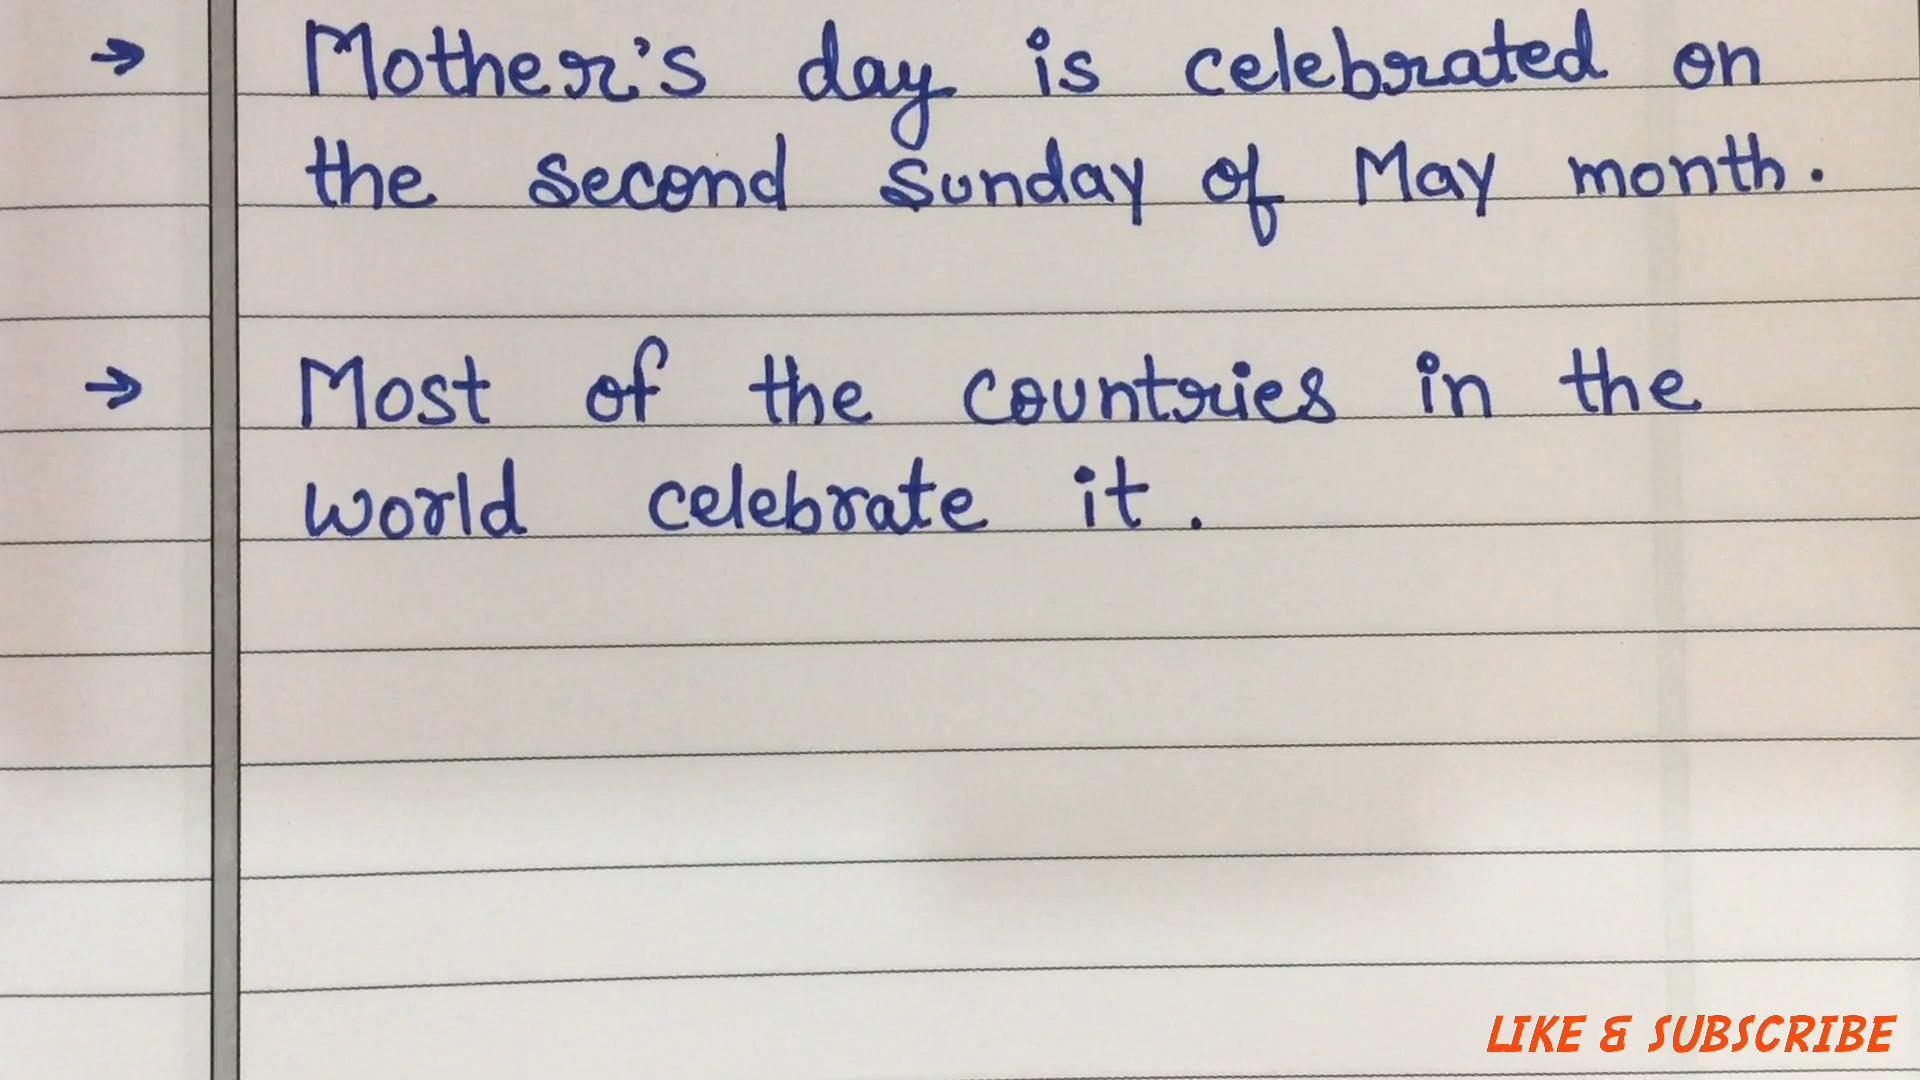 → Mother's day is celebrated on
the second Sunday of May month.
→ Most of the countries in the
world celebrate it.
LIKE & SUBSCRIBE